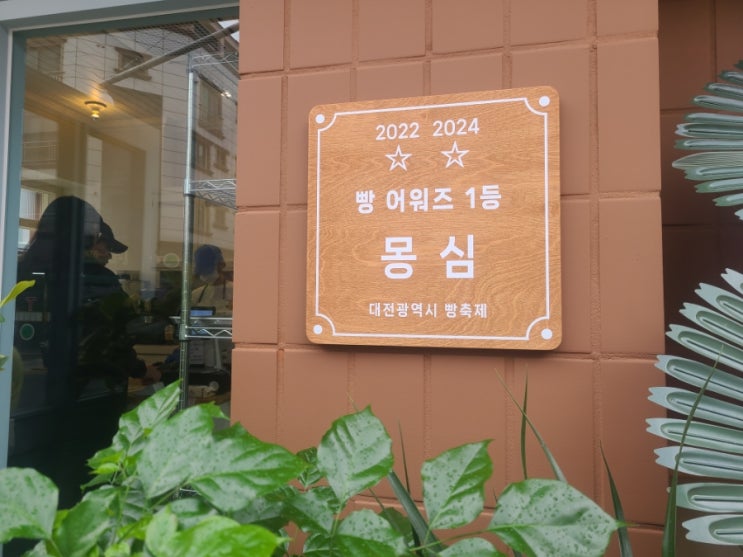 2022 2024
☆ ☆
빵 어워즈 1등
몽심
대전광역시 빵축제